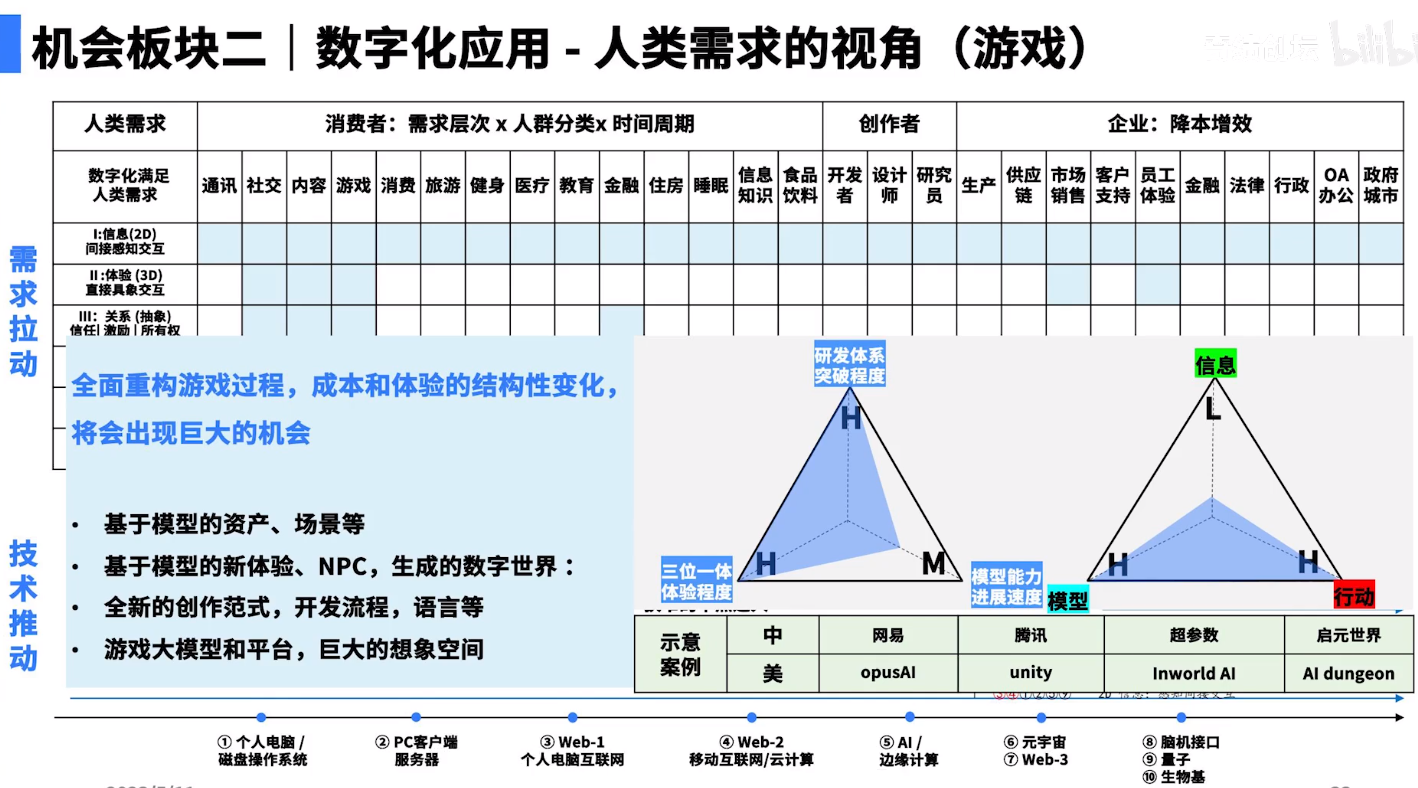 机会板块二｜数字化应用 - 人类需求的视角（游戏）
bilibili
人类需求
消费者：需求层次 x 人群分类x 时间周期
创作者
企业：降本增效
数字化满足
人类需求
通讯
社交
内容
游戏
消费
旅游
健身
医疗
教育
金融
住房
睡眠
信息
知识
食品
饮料
开发
者
设计
师
研究
员
生产
供应
链
市场
销售
客户
支持
员工
体验
金融
法律
行政
OA
办公
政府
城市
I:信息(2D)
间接感知交互
II:体验 (3D)
直接具象交互
III：关系 (抽象)
信任| 激励 | 所有权
需求拉动
技术推动
全面重构游戏过程，成本和体验的结构性变化，
将会出现巨大的机会
• 基于模型的资产、场景等
• 基于模型的新体验、NPC，生成的数字世界：
• 全新的创作范式，开发流程，语言等
• 游戏大模型和平台，巨大的想象空间
研发体系
突破程度
H
H
M
三位一体
体验程度
模型能力
进展速度
信息
L
H
H
模型
行动
示意
案例
中
网易
腾讯
超参数
启元世界
美
opusAI
unity
Inworld AI
AI dungeon
① 个人电脑 /
磁盘操作系统
② PC客户端
服务器
③ Web-1
个人电脑互联网
④ Web-2
移动互联网/云计算
⑤ AI /
边缘计算
⑥ 元宇宙
⑦ Web-3
⑧ 脑机接口
⑨ 量子
⑩ 生物基